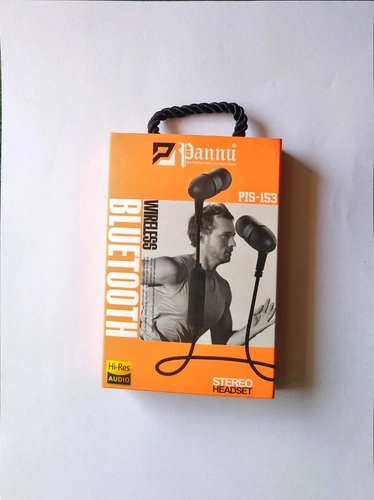 Pannu
PIS-153
WIRELESS
BLUETOOTH
Hi-Res
AUDIO
STEREO
HEADSET